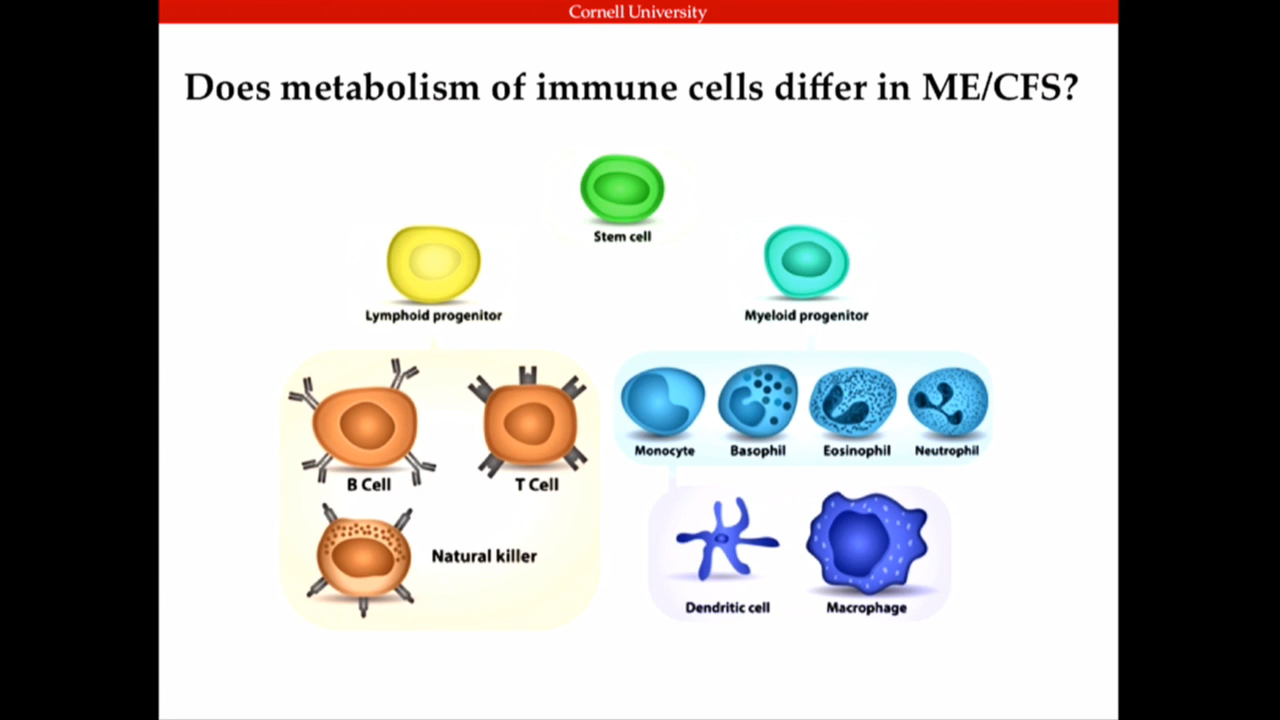 Cornell University
Does metabolism of immune cells differ in ME/CFS?
Stem cell
Lymphoid progenitor
Myeloid progenitor
Monocyte
Basophil
Eosinophil
Neutrophil
B Cell
T Cell
Natural killer
Dendritic cell
Macrophage